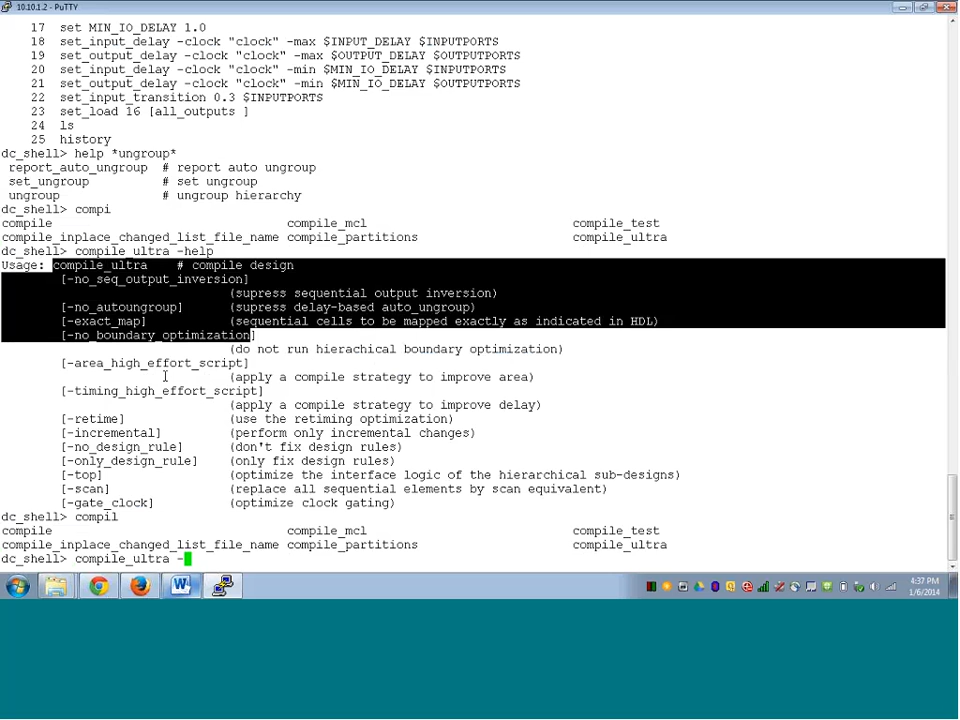 10.10.1.2 - PuTTY
17 set MIN_IO_DELAY 1.0
18 set_input_delay -clock "clock" -max $INPUT_DELAY $INPUTPORTS
19 set_output_delay -clock "clock" -max $OUTPUT_DELAY $OUTPUTPORTS
20 set_input_delay -clock "clock" -min $MIN_IO_DELAY $INPUTPORTS
21 set_output_delay -clock "clock" -min $MIN_IO_DELAY $OUTPUTPORTS
22 set_input_transition 0.3 $INPUTPORTS
23 set_load 16 [all_outputs ]
24 ls
25 history
dc_shell> help *ungroup*
report_auto_ungroup # report auto ungroup
set_ungroup # set ungroup
ungroup # ungroup hierarchy
dc_shell> compi
compile compile_mcl compile_test
compile_inplace_changed_list_file_name compile_partitions compile_ultra
dc_shell> compile_ultra -help
Usage: compile_ultra # compile design
[-no_seq_output_inversion]
(supress sequential output inversion)
[-no_autoungroup] (supress delay-based auto_ungroup)
[-exact_map] (sequential cells to be mapped exactly as indicated in HDL)
[-no_boundary_optimization]
(do not run hierachical boundary optimization)
[-area_high_effort_script]
(apply a compile strategy to improve area)
[-timing_high_effort_script]
(apply a compile strategy to improve delay)
[-retime] (use the retiming optimization)
[-incremental] (perform only incremental changes)
[-no_design_rule] (don't fix design rules)
[-only_design_rule] (only fix design rules)
[-top] (optimize the interface logic of the hierarchical sub-designs)
[-scan] (replace all sequential elements by scan equivalent)
[-gate_clock] (optimize clock gating)
dc_shell> compil
compile compile_mcl compile_test
compile_inplace_changed_list_file_name compile_partitions compile_ultra
dc_shell> compile_ultra -
4:37 PM
1/6/2014